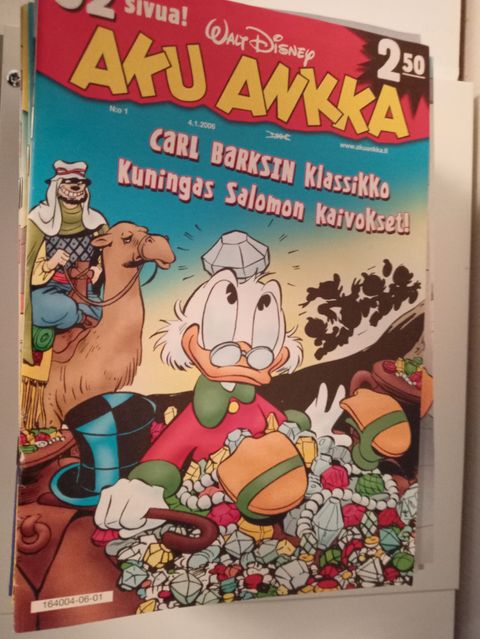 52 sivua!
WALT DISNEY
AKU ANKKA
2 50
N:o 1
4.1.2006
www.akuankka.fi
CARL BARKSIN Klassikko
Kuningas Salomon kaivokset!
164004-06-01